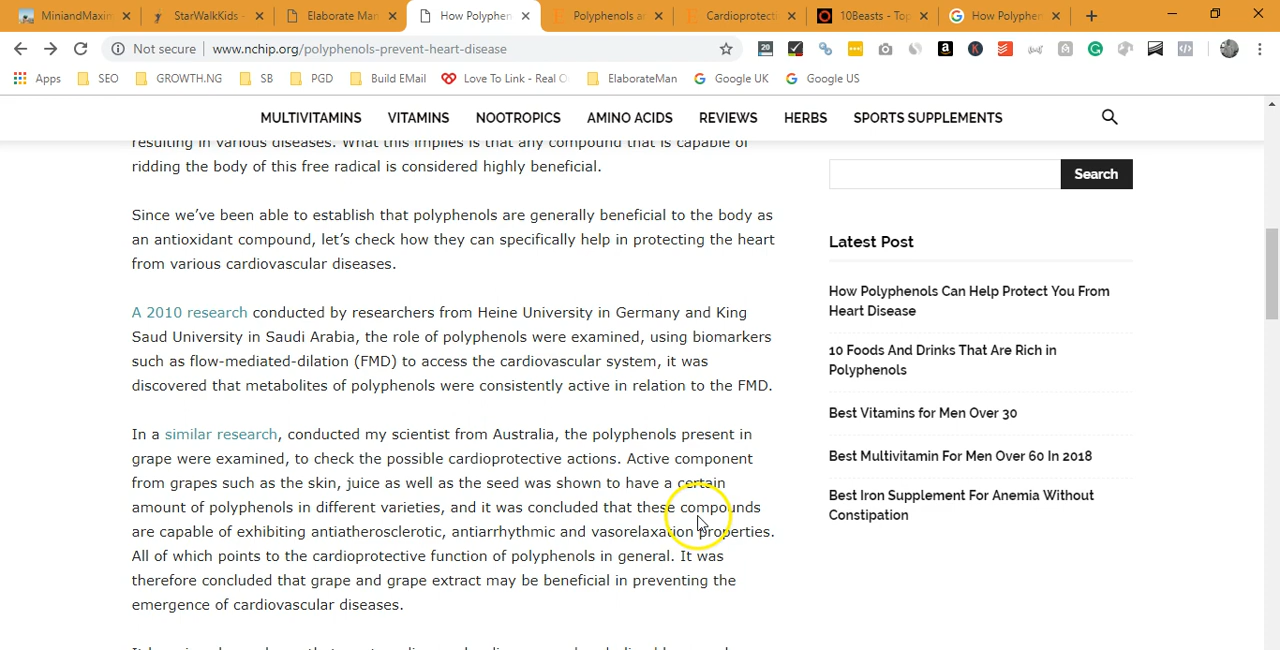 MiniandMaxim
StarWalkKids -
Elaborate Man
How Polyphen
Polyphenols a
Cardioprotecti
10Beasts - Top
How Polyphen
Not secure | www.nchip.org/polyphenols-prevent-heart-disease
20
Apps SEO GROWTH.NG SB PGD Build EMail Love To Link - Real O ElaborateMan Google UK Google US
MULTIVITAMINS VITAMINS NOOTROPICS AMINO ACIDS REVIEWS HERBS SPORTS SUPPLEMENTS
resulting in various diseases. What this implies is that any compound that is capable of
ridding the body of this free radical is considered highly beneficial.
Since we've been able to establish that polyphenols are generally beneficial to the body as
an antioxidant compound, let's check how they can specifically help in protecting the heart
from various cardiovascular diseases.
A 2010 research conducted by researchers from Heine University in Germany and King
Saud University in Saudi Arabia, the role of polyphenols were examined, using biomarkers
such as flow-mediated-dilation (FMD) to access the cardiovascular system, it was
discovered that metabolites of polyphenols were consistently active in relation to the FMD.
In a similar research, conducted my scientist from Australia, the polyphenols present in
grape were examined, to check the possible cardioprotective actions. Active component
from grapes such as the skin, juice as well as the seed was shown to have a certain
amount of polyphenols in different varieties, and it was concluded that these compounds
are capable of exhibiting antiatherosclerotic, antiarrhythmic and vasorelaxation properties.
All of which points to the cardioprotective function of polyphenols in general. It was
therefore concluded that grape and grape extract may be beneficial in preventing the
emergence of cardiovascular diseases.
Search
Latest Post
How Polyphenols Can Help Protect You From
Heart Disease
10 Foods And Drinks That Are Rich in
Polyphenols
Best Vitamins for Men Over 30
Best Multivitamin For Men Over 60 In 2018
Best Iron Supplement For Anemia Without
Constipation